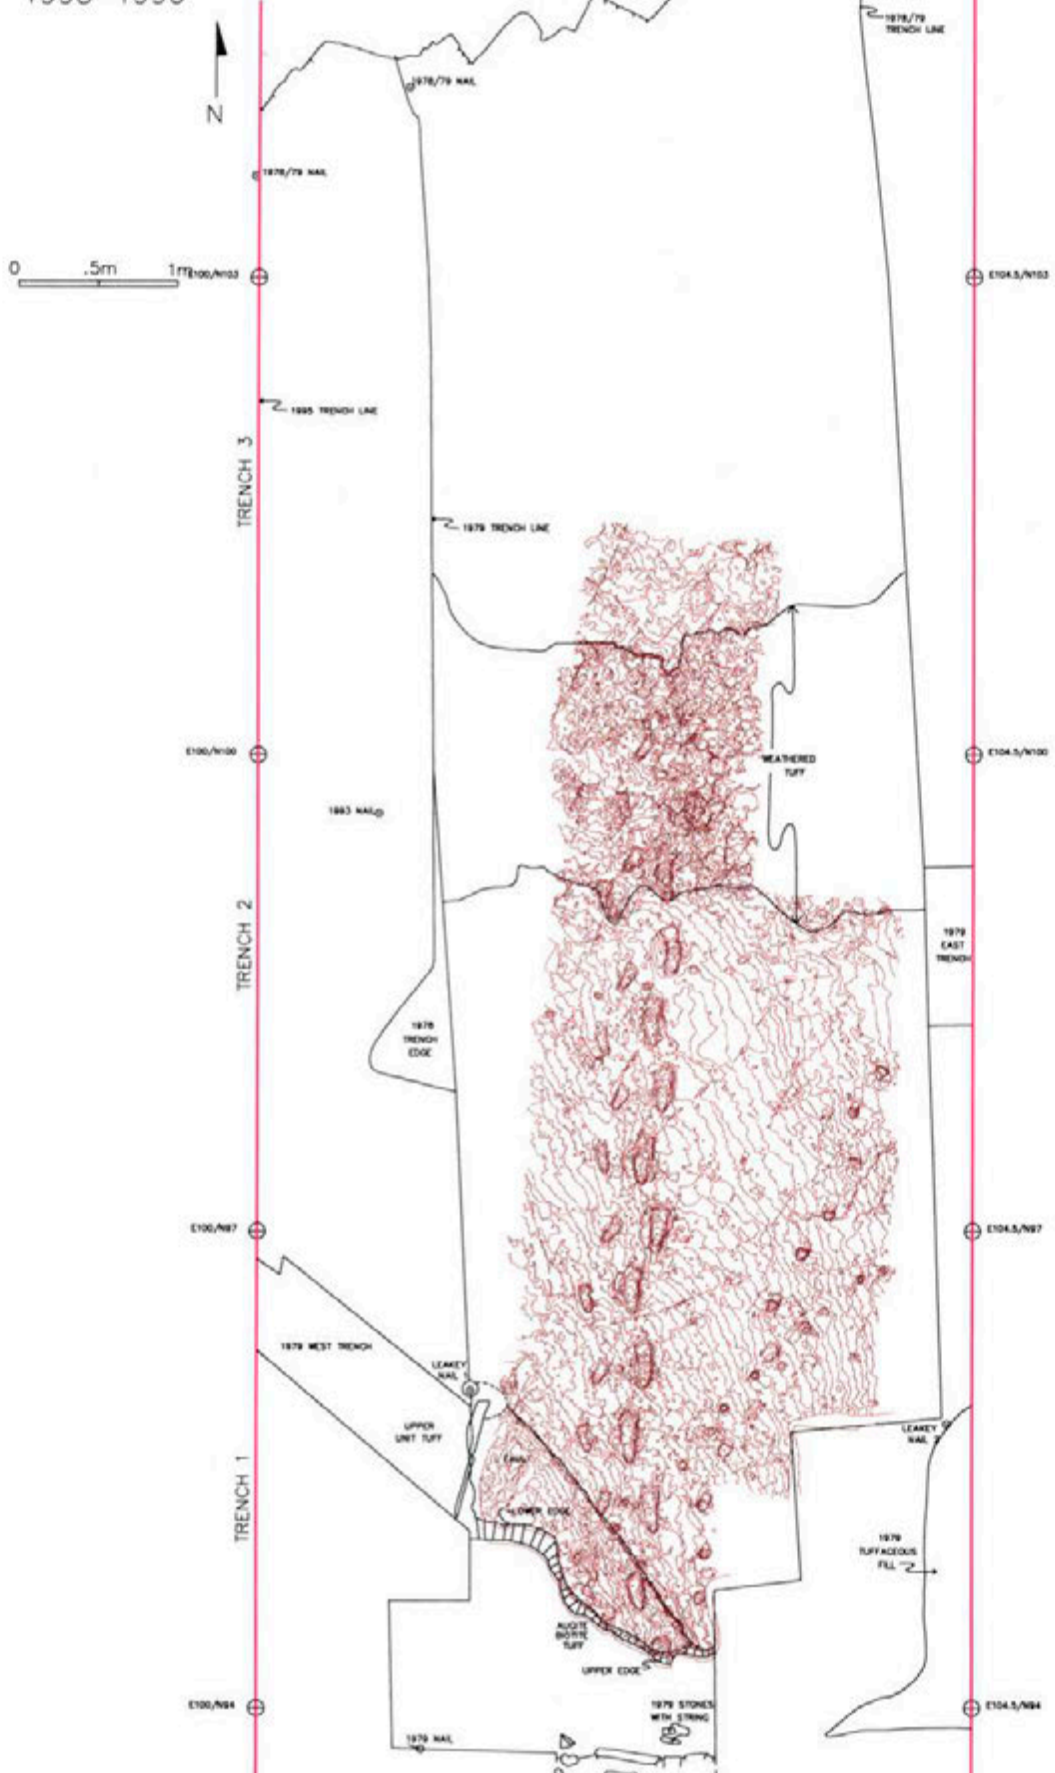 1978/79
TRENCH LINE
1978/79 NAIL
N
1978/79 NAIL
0 .5m 1m
E100/N103
E104.5/N103
1995 TRENCH LINE
TRENCH 3
1979 TRENCH LINE
E100/N100
E104.5/N100
WEATHERED
TUFF
1993 NAIL
TRENCH 2
1979
EAST
TRENCH
1978
TRENCH
EDGE
E100/N97
E104.5/N97
1979 WEST TRENCH
LEAKEY
NAIL 1
UPPER
UNIT TUFF
LEAKEY
NAIL
TRENCH 1
LOWER EDGE
1979
TUFFACEOUS
FILL
AUGITE
BIOTITE
TUFF
UPPER EDGE
E100/N94
E104.5/N94
1979 STONES
WITH STRING
1979 NAIL